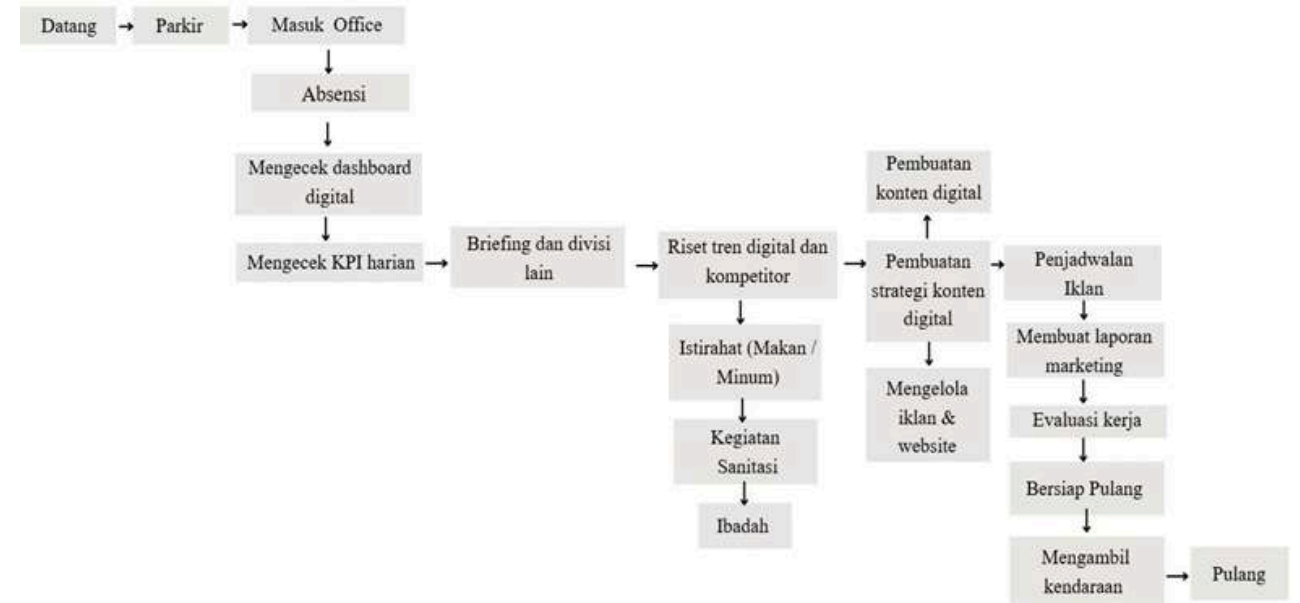 Datang
Parkir
Masuk Office
Absensi
Mengecek dashboard
digital
Mengecek KPI harian
Briefing dan divisi
lain
Riset tren digital dan
kompetitor
Istirahat (Makan /
Minum)
Kegiatan
Sanitasi
Ibadah
Pembuatan
konten digital
Pembuatan
strategi konten
digital
Mengelola
iklan &
website
Penjadwalan
Iklan
Membuat laporan
marketing
Evaluasi kerja
Bersiap Pulang
Mengambil
kendaraan
Pulang